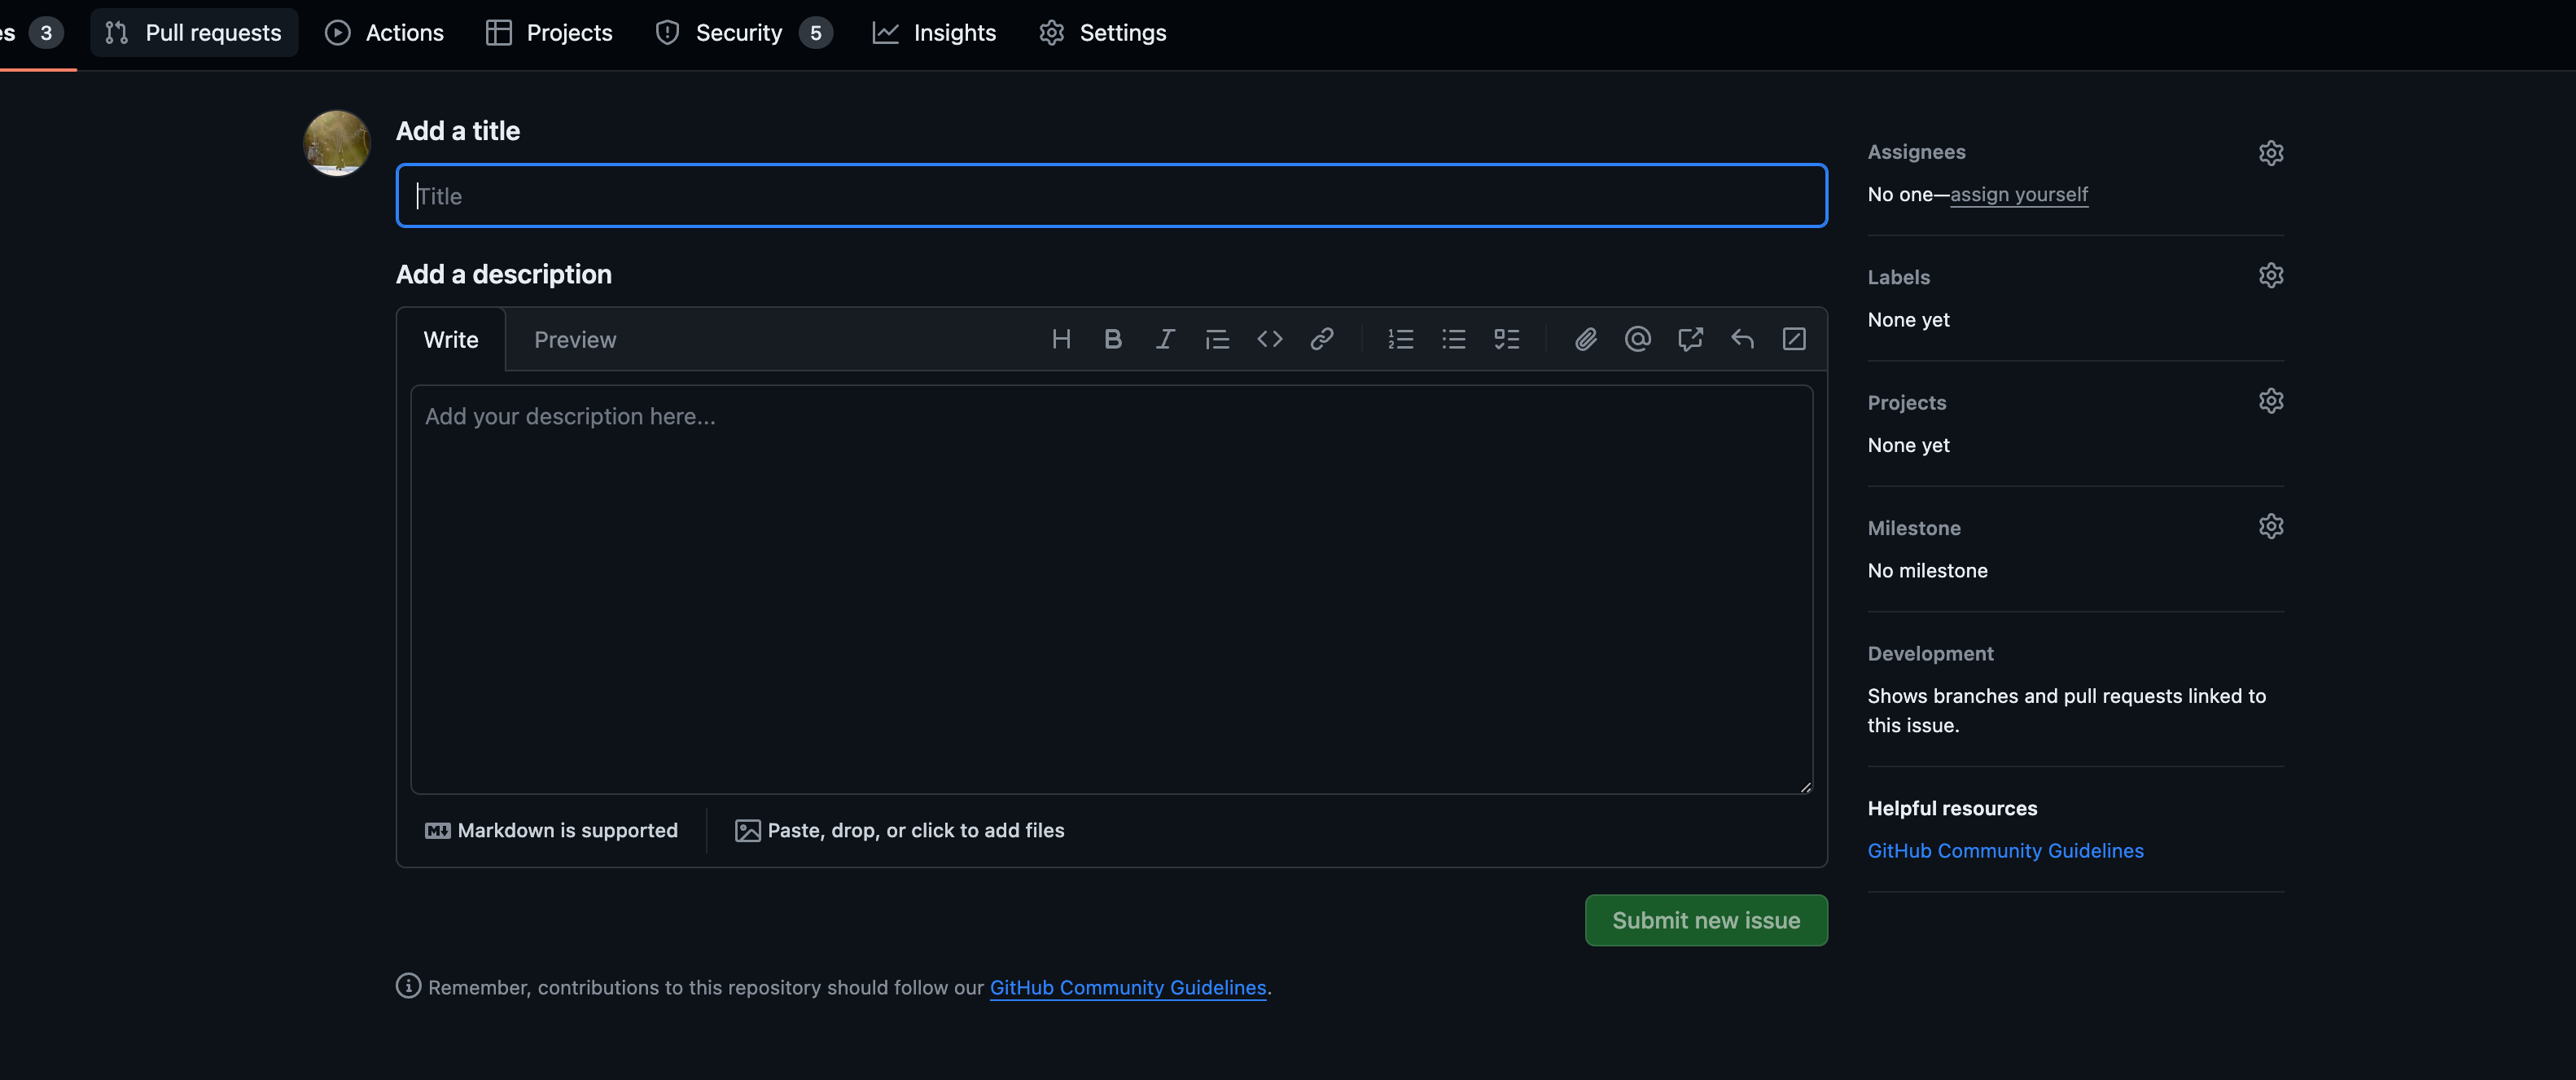 es 3 Pull requests Actions Projects Security 5 Insights Settings
Add a title
Title
Add a description
Write Preview
Add your description here...
Markdown is supported Paste, drop, or click to add files
Submit new issue
Remember, contributions to this repository should follow our GitHub Community Guidelines.
Assignees
No one—assign yourself
Labels
None yet
Projects
None yet
Milestone
No milestone
Development
Shows branches and pull requests linked to
this issue.
Helpful resources
GitHub Community Guidelines